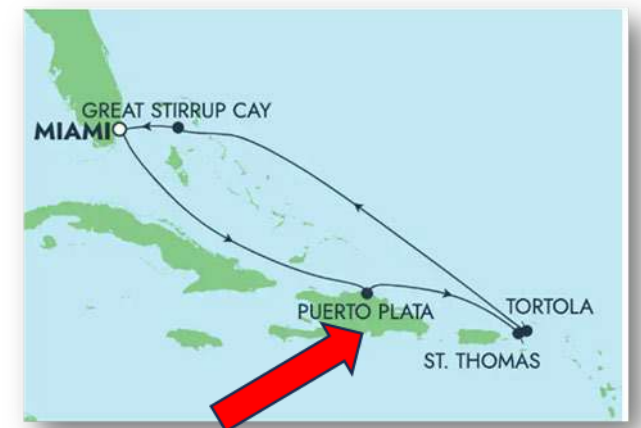 GREAT STIRRUP CAY
MIAMI
PUERTO PLATA
TORTOLA
ST. THOMAS